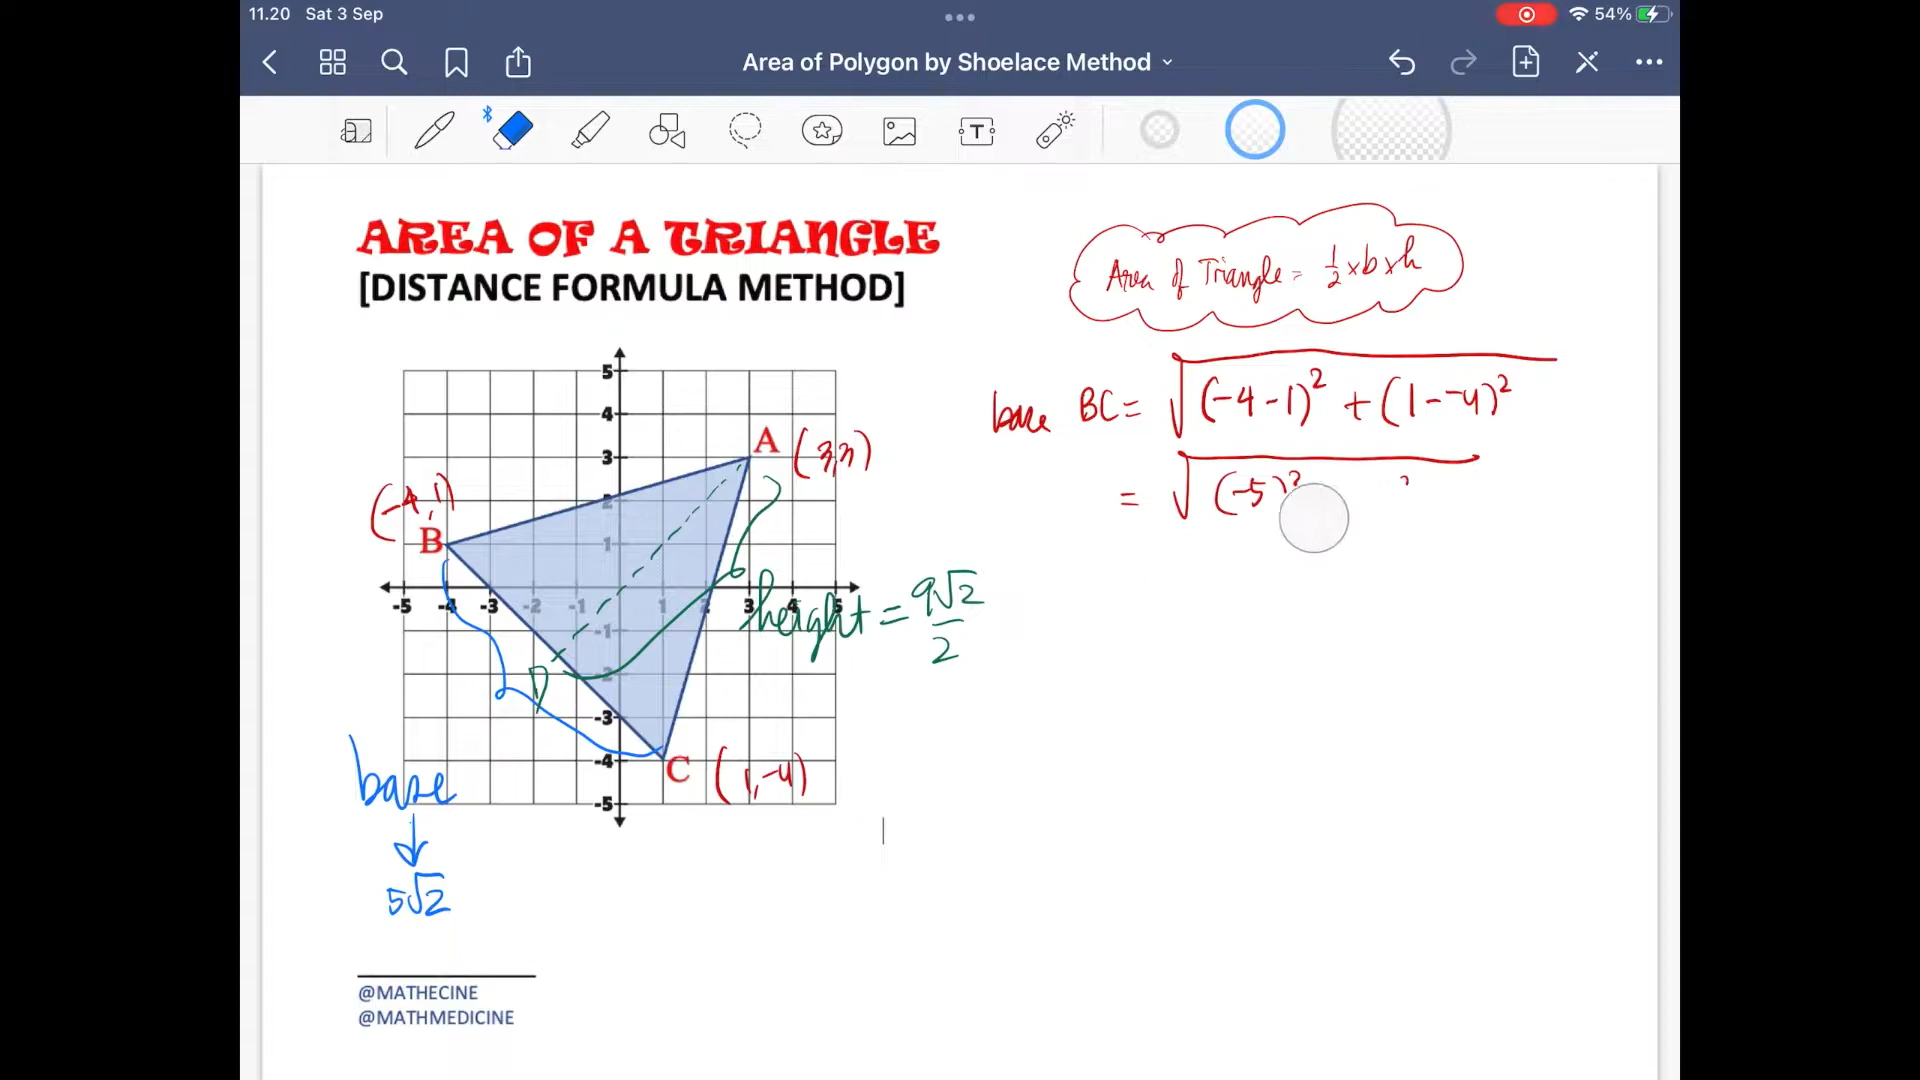 11.20 Sat 3 Sep
54%
Area of Polygon by Shoelace Method
AREA OF A TRIANGLE
[DISTANCE FORMULA METHOD]
Area of Triangle = 1/2 × b × h
base BC = √(-4-1)² + (1--4)²
= √(-5)²
5
4
3
2
1
-5 -4 -3 -2 -1 1 2 3 4 5
-1
-2
-3
-4
-5
A (3,3)
(-4,1)
B
height = 9√2/2
D
C (1,-4)
base
5√2
@MATHECINE
@MATHMEDICINE